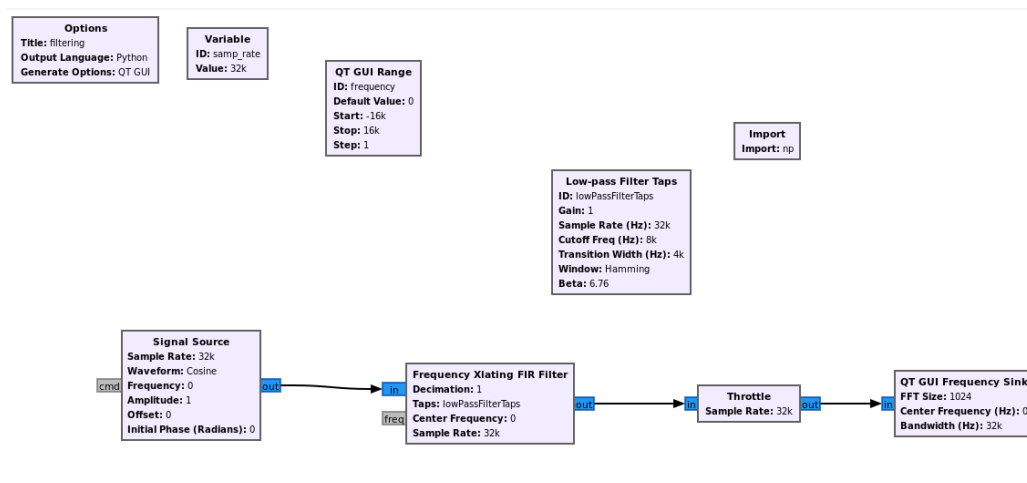 Options
Title: filtering
Output Language: Python
Generate Options: QT GUI
Variable
ID: samp_rate
Value: 32k
QT GUI Range
ID: frequency
Default Value: 0
Start: -16k
Stop: 16k
Step: 1
Import
Import: np
Low-pass Filter Taps
ID: lowPassFilterTaps
Gain: 1
Sample Rate (Hz): 32k
Cutoff Freq (Hz): 8k
Transition Width (Hz): 4k
Window: Hamming
Beta: 6.76
Signal Source
Sample Rate: 32k
Waveform: Cosine
Frequency: 0
Amplitude: 1
Offset: 0
Initial Phase (Radians): 0
cmd
out
Frequency Xlating FIR Filter
Decimation: 1
Taps: lowPassFilterTaps
Center Frequency: 0
Sample Rate: 32k
in
freq
out
Throttle
Sample Rate: 32k
in
out
QT GUI Frequency Sink
FFT Size: 1024
Center Frequency (Hz): 0
Bandwidth (Hz): 32k
in